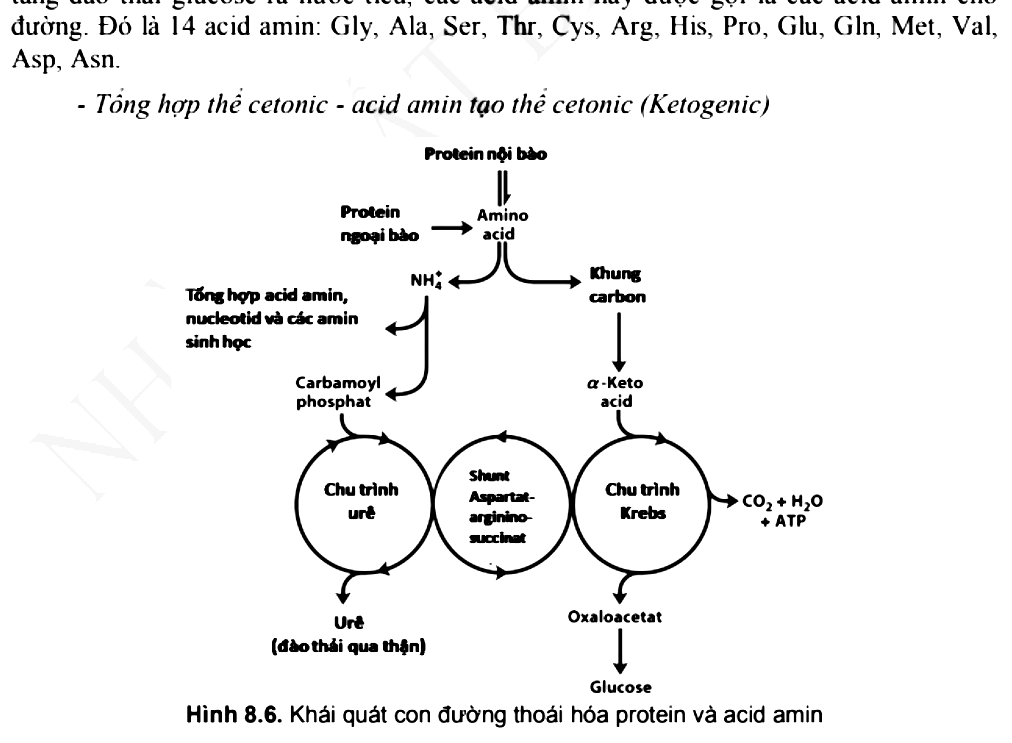 tăng đào thải glucose ra nước tiểu, các acid amin này được gọi là các acid amin cho
đường. Đó là 14 acid amin: Gly, Ala, Ser, Thr, Cys, Arg, His, Pro, Glu, Gln, Met, Val,
Asp, Asn.
- Tổng hợp thể cetonic - acid amin tạo thể cetonic (Ketogenic)
Protein nội bào
Protein
ngoại bào
Amino
acid
NH₄⁺
Khung
carbon
Tổng hợp acid amin,
nucleotid và các amin
sinh học
Carbamoyl
phosphat
α-Keto
acid
Chu trình
urê
Shunt
Aspartat-
arginino-
succinat
Chu trình
Krebs
CO₂ + H₂O
+ ATP
Urê
(đào thải qua thận)
Oxaloacetat
Glucose
Hình 8.6. Khái quát con đường thoái hóa protein và acid amin